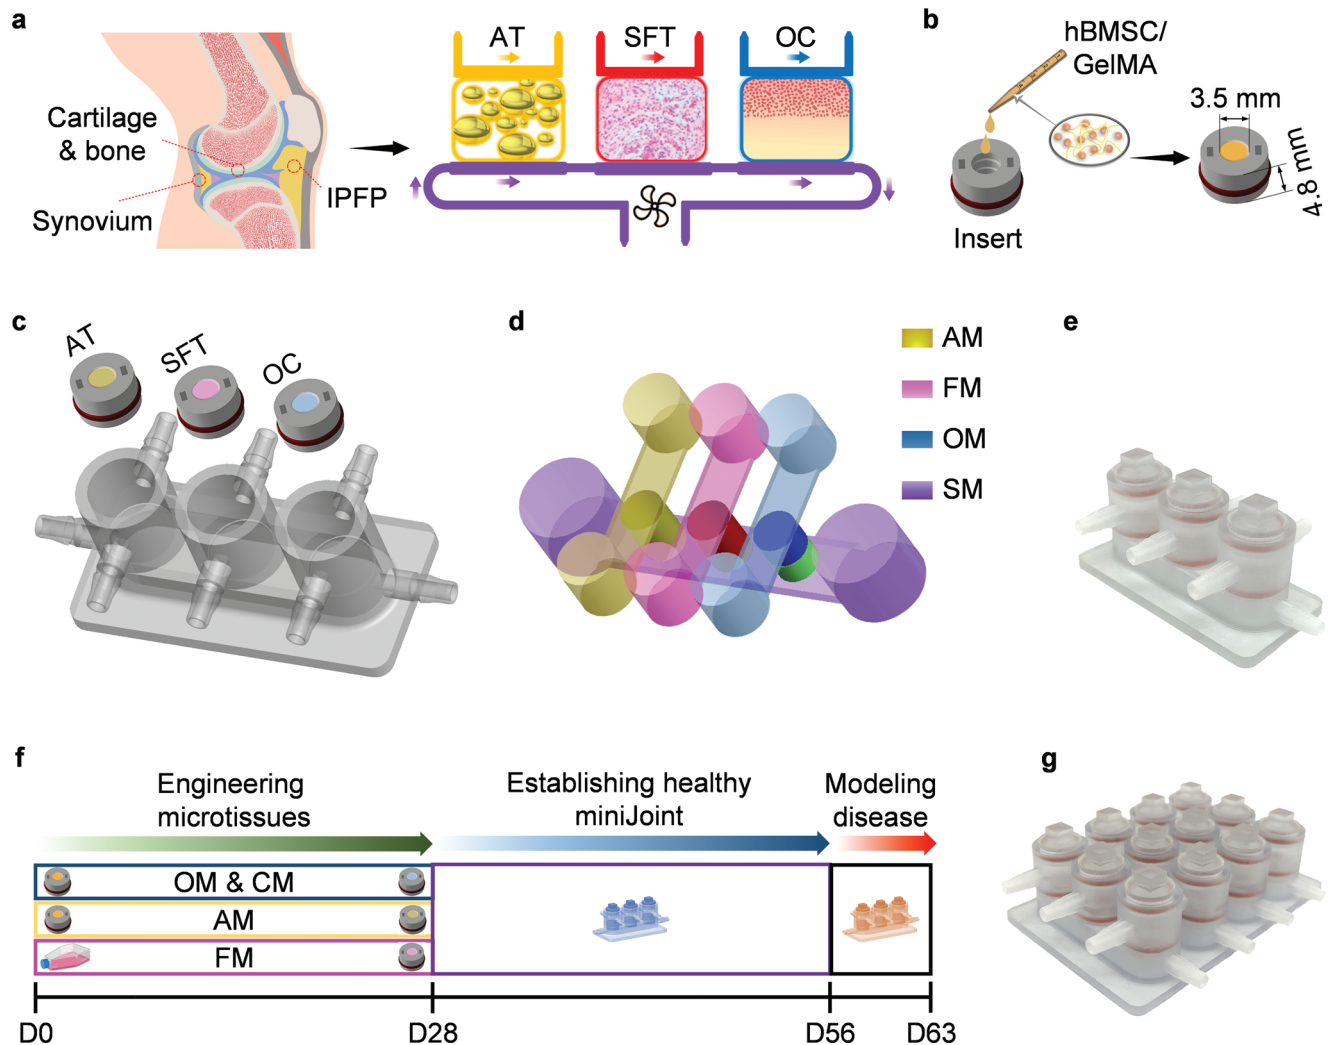 a
AT
SFT
OC
Cartilage
& bone
Synovium
IPFP
b
hBMSC/
GelMA
3.5 mm
4.8 mm
Insert
c
AT
SFT
OC
d
AM
FM
OM
SM
e
f
Engineering
microtissues
Establishing healthy
miniJoint
Modeling
disease
OM & CM
AM
FM
D0
D28
D56
D63
g